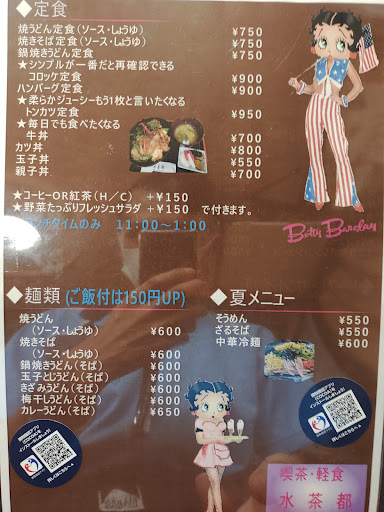 ◆定食
焼うどん定食(ソース・しょうゆ) ¥750
焼きそば定食(ソース・しょうゆ) ¥750
鍋焼きうどん定食 ¥750
★シンプルが一番だと再確認できる
コロッケ定食 ¥900
ハンバーグ定食 ¥900
★柔らかジューシーもう1枚と言いたくなる
トンカツ定食 ¥950
★毎日でも食べたくなる
牛丼 ¥700
カツ丼 ¥800
玉子丼 ¥550
親子丼 ¥700
★コーヒーOR紅茶(H/C) +¥150
★野菜たっぷりフレッシュサラダ +¥150 で付きます。
ンチタイムのみ 11:00~1:00
Betty Barclay
◆麺類 (ご飯付は150円UP)
焼うどん
(ソース・しょうゆ) ¥600
焼きそば
(ソース・しょうゆ) ¥600
鍋焼きうどん(そば) ¥600
玉子とじうどん(そば) ¥600
きざみうどん(そば) ¥600
梅干しうどん(そば) ¥600
カレーうどん(そば) ¥650
◆夏メニュー
そうめん ¥550
ざるそば ¥550
中華冷麺 ¥600
喫茶・軽食
水茶都